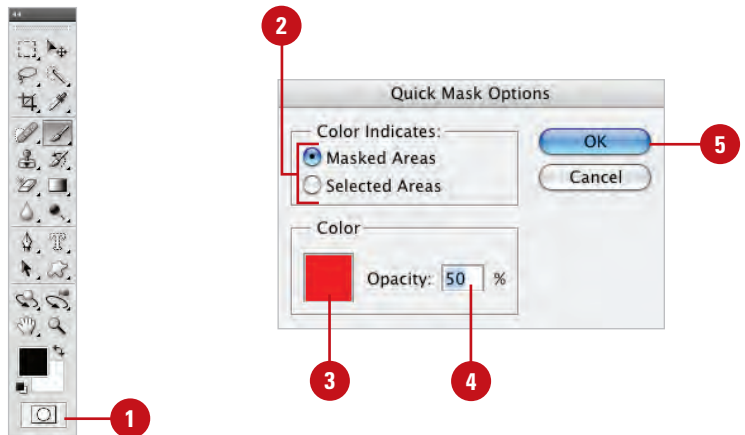 2
Quick Mask Options
Color Indicates:
Masked Areas
Selected Areas
OK
Cancel
5
Color
Opacity: 50 %
3
4
1